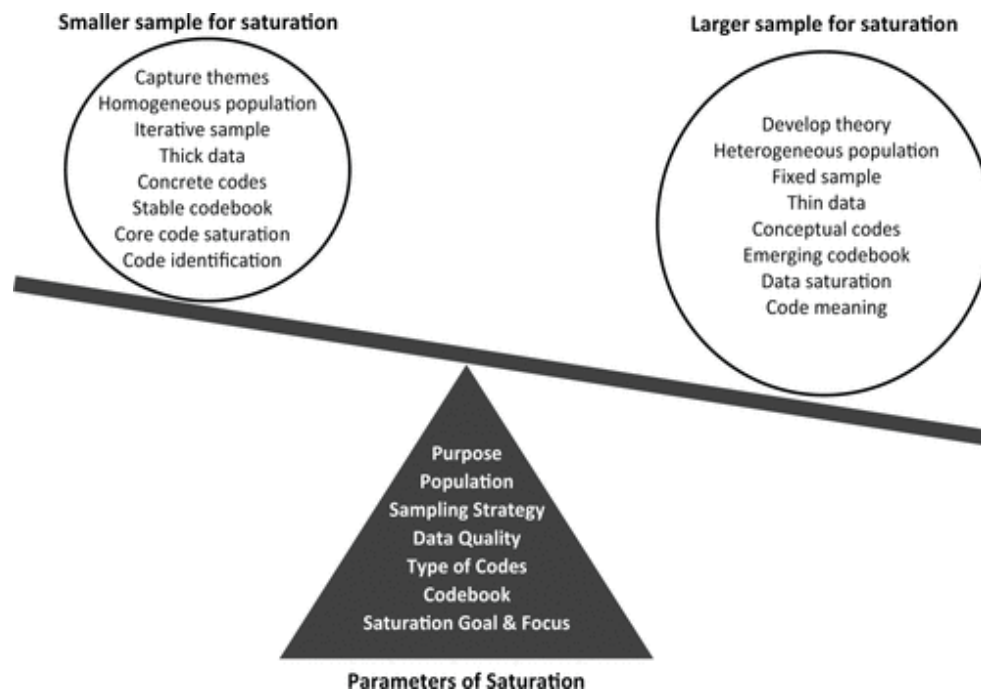 Smaller sample for saturation
Capture themes
Homogeneous population
Iterative sample
Thick data
Concrete codes
Stable codebook
Core code saturation
Code identification
Larger sample for saturation
Develop theory
Heterogeneous population
Fixed sample
Thin data
Conceptual codes
Emerging codebook
Data saturation
Code meaning
Purpose
Population
Sampling Strategy
Data Quality
Type of Codes
Codebook
Saturation Goal & Focus
Parameters of Saturation